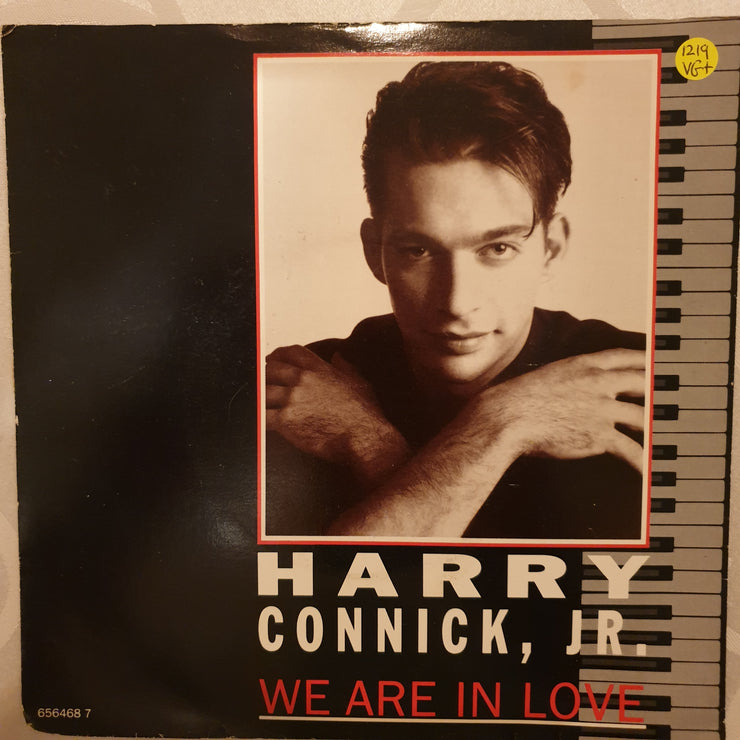 1219
VG+
HARRY
CONNICK, JR.
WE ARE IN LOVE
656468 7